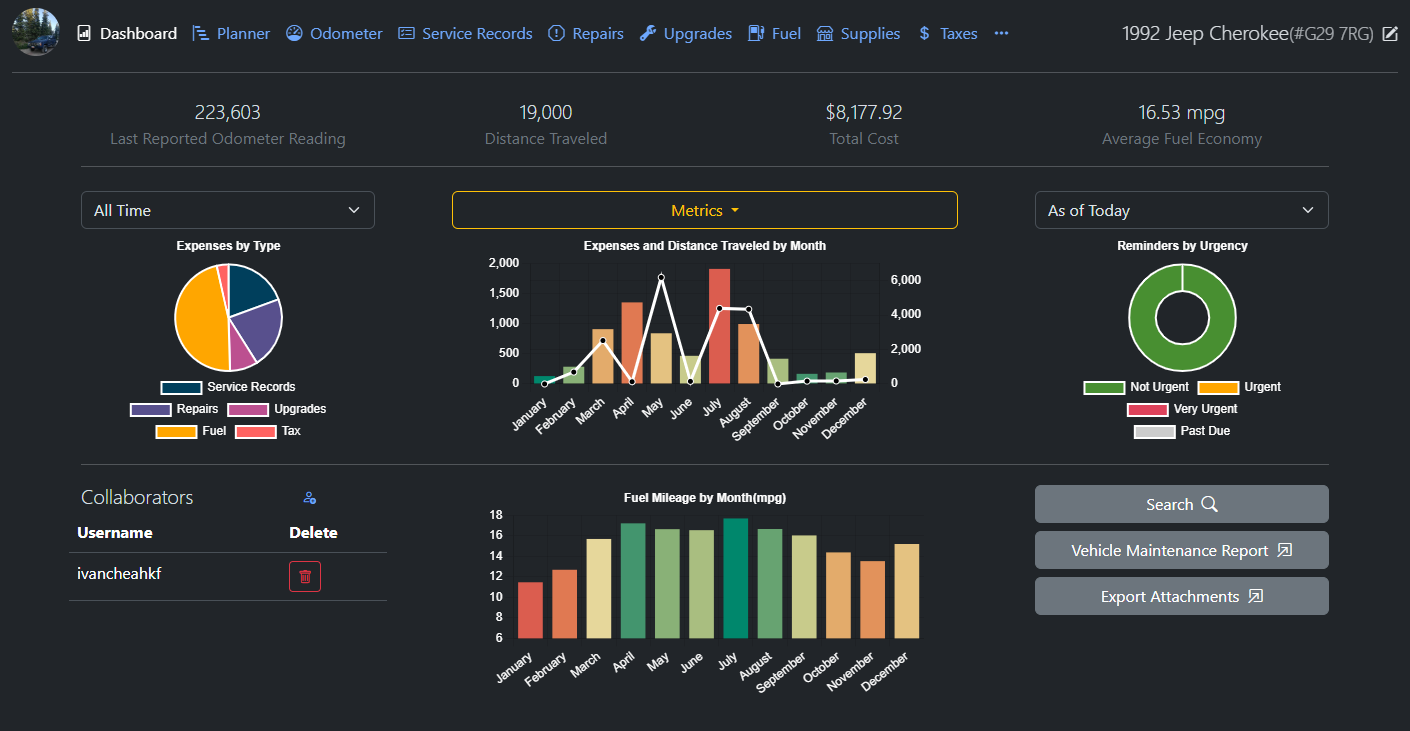 Dashboard Planner Odometer Service Records Repairs Upgrades Fuel Supplies Taxes ... 1992 Jeep Cherokee(#G29 7RG)
223,603 19,000 $8,177.92 16.53 mpg
Last Reported Odometer Reading Distance Traveled Total Cost Average Fuel Economy
All Time Metrics As of Today
Expenses by Type
Service Records
Repairs Upgrades
Fuel Tax
Expenses and Distance Traveled by Month
2,000
1,500
1,000
500
0
6,000
4,000
2,000
0
January February March April May June July August September October November December
Reminders by Urgency
Not Urgent Urgent
Very Urgent
Past Due
Collaborators
Username Delete
ivancheahkf
Fuel Mileage by Month(mpg)
18
16
14
12
10
8
6
January February March April May June July August September October November December
Search
Vehicle Maintenance Report
Export Attachments